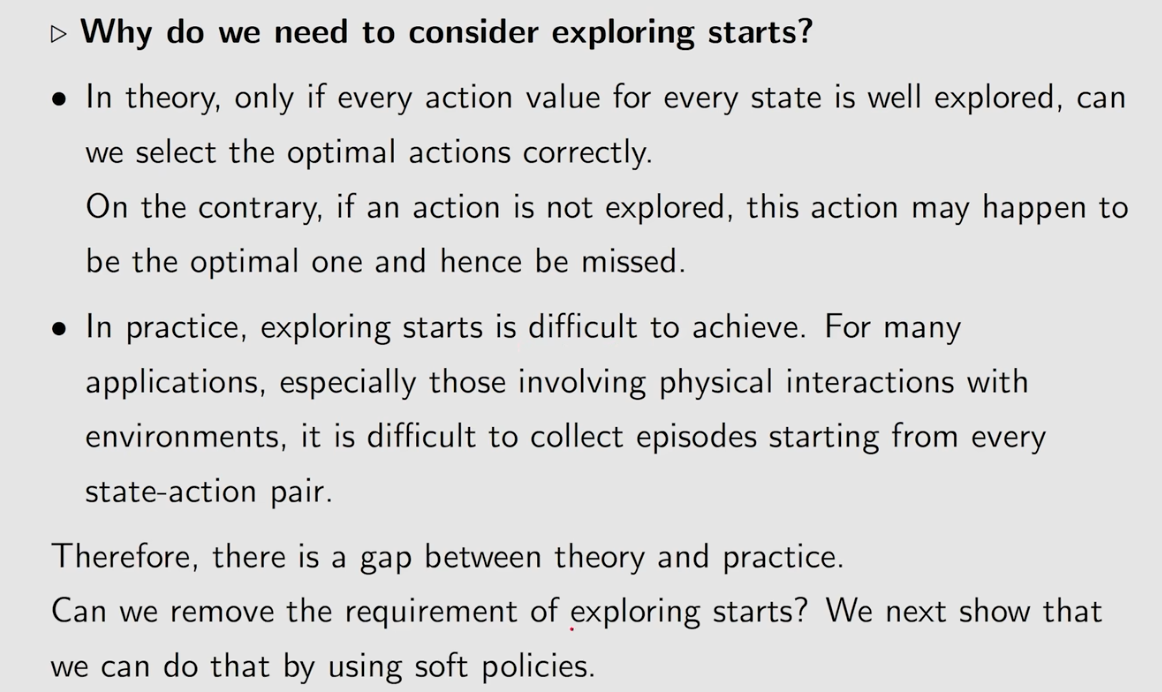 ▷ Why do we need to consider exploring starts?
• In theory, only if every action value for every state is well explored, can
we select the optimal actions correctly.
On the contrary, if an action is not explored, this action may happen to
be the optimal one and hence be missed.
• In practice, exploring starts is difficult to achieve. For many
applications, especially those involving physical interactions with
environments, it is difficult to collect episodes starting from every
state-action pair.
Therefore, there is a gap between theory and practice.
Can we remove the requirement of exploring starts? We next show that
we can do that by using soft policies.